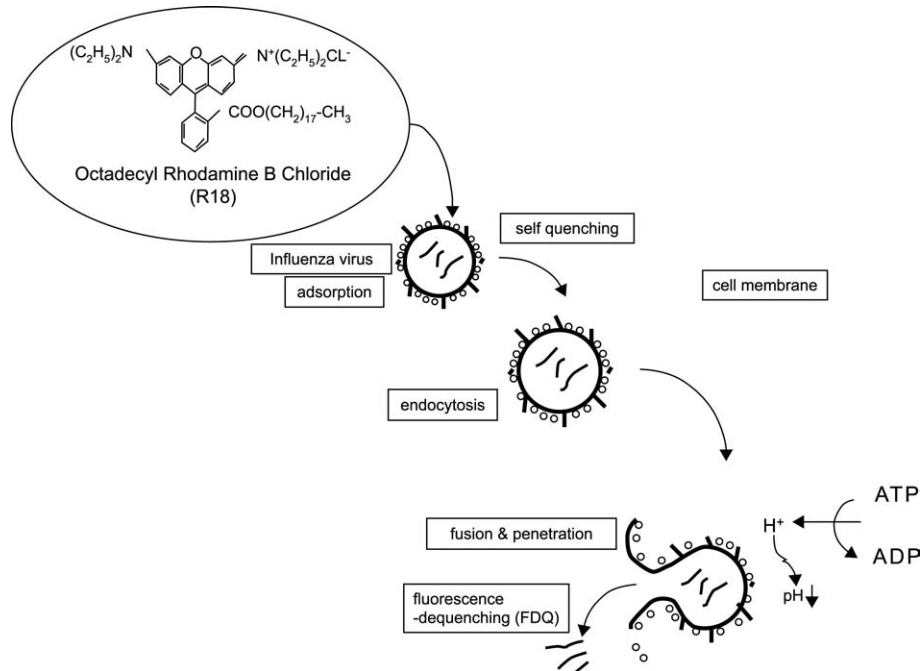 (C₂H₅)₂N
O
N⁺(C₂H₅)₂CL⁻
COO(CH₂)₁₇-CH₃
Octadecyl Rhodamine B Chloride
(R18)
self quenching
Influenza virus
adsorption
cell membrane
endocytosis
ATP
fusion & penetration
H⁺
ADP
fluorescence
-dequenching (FDQ)
pH